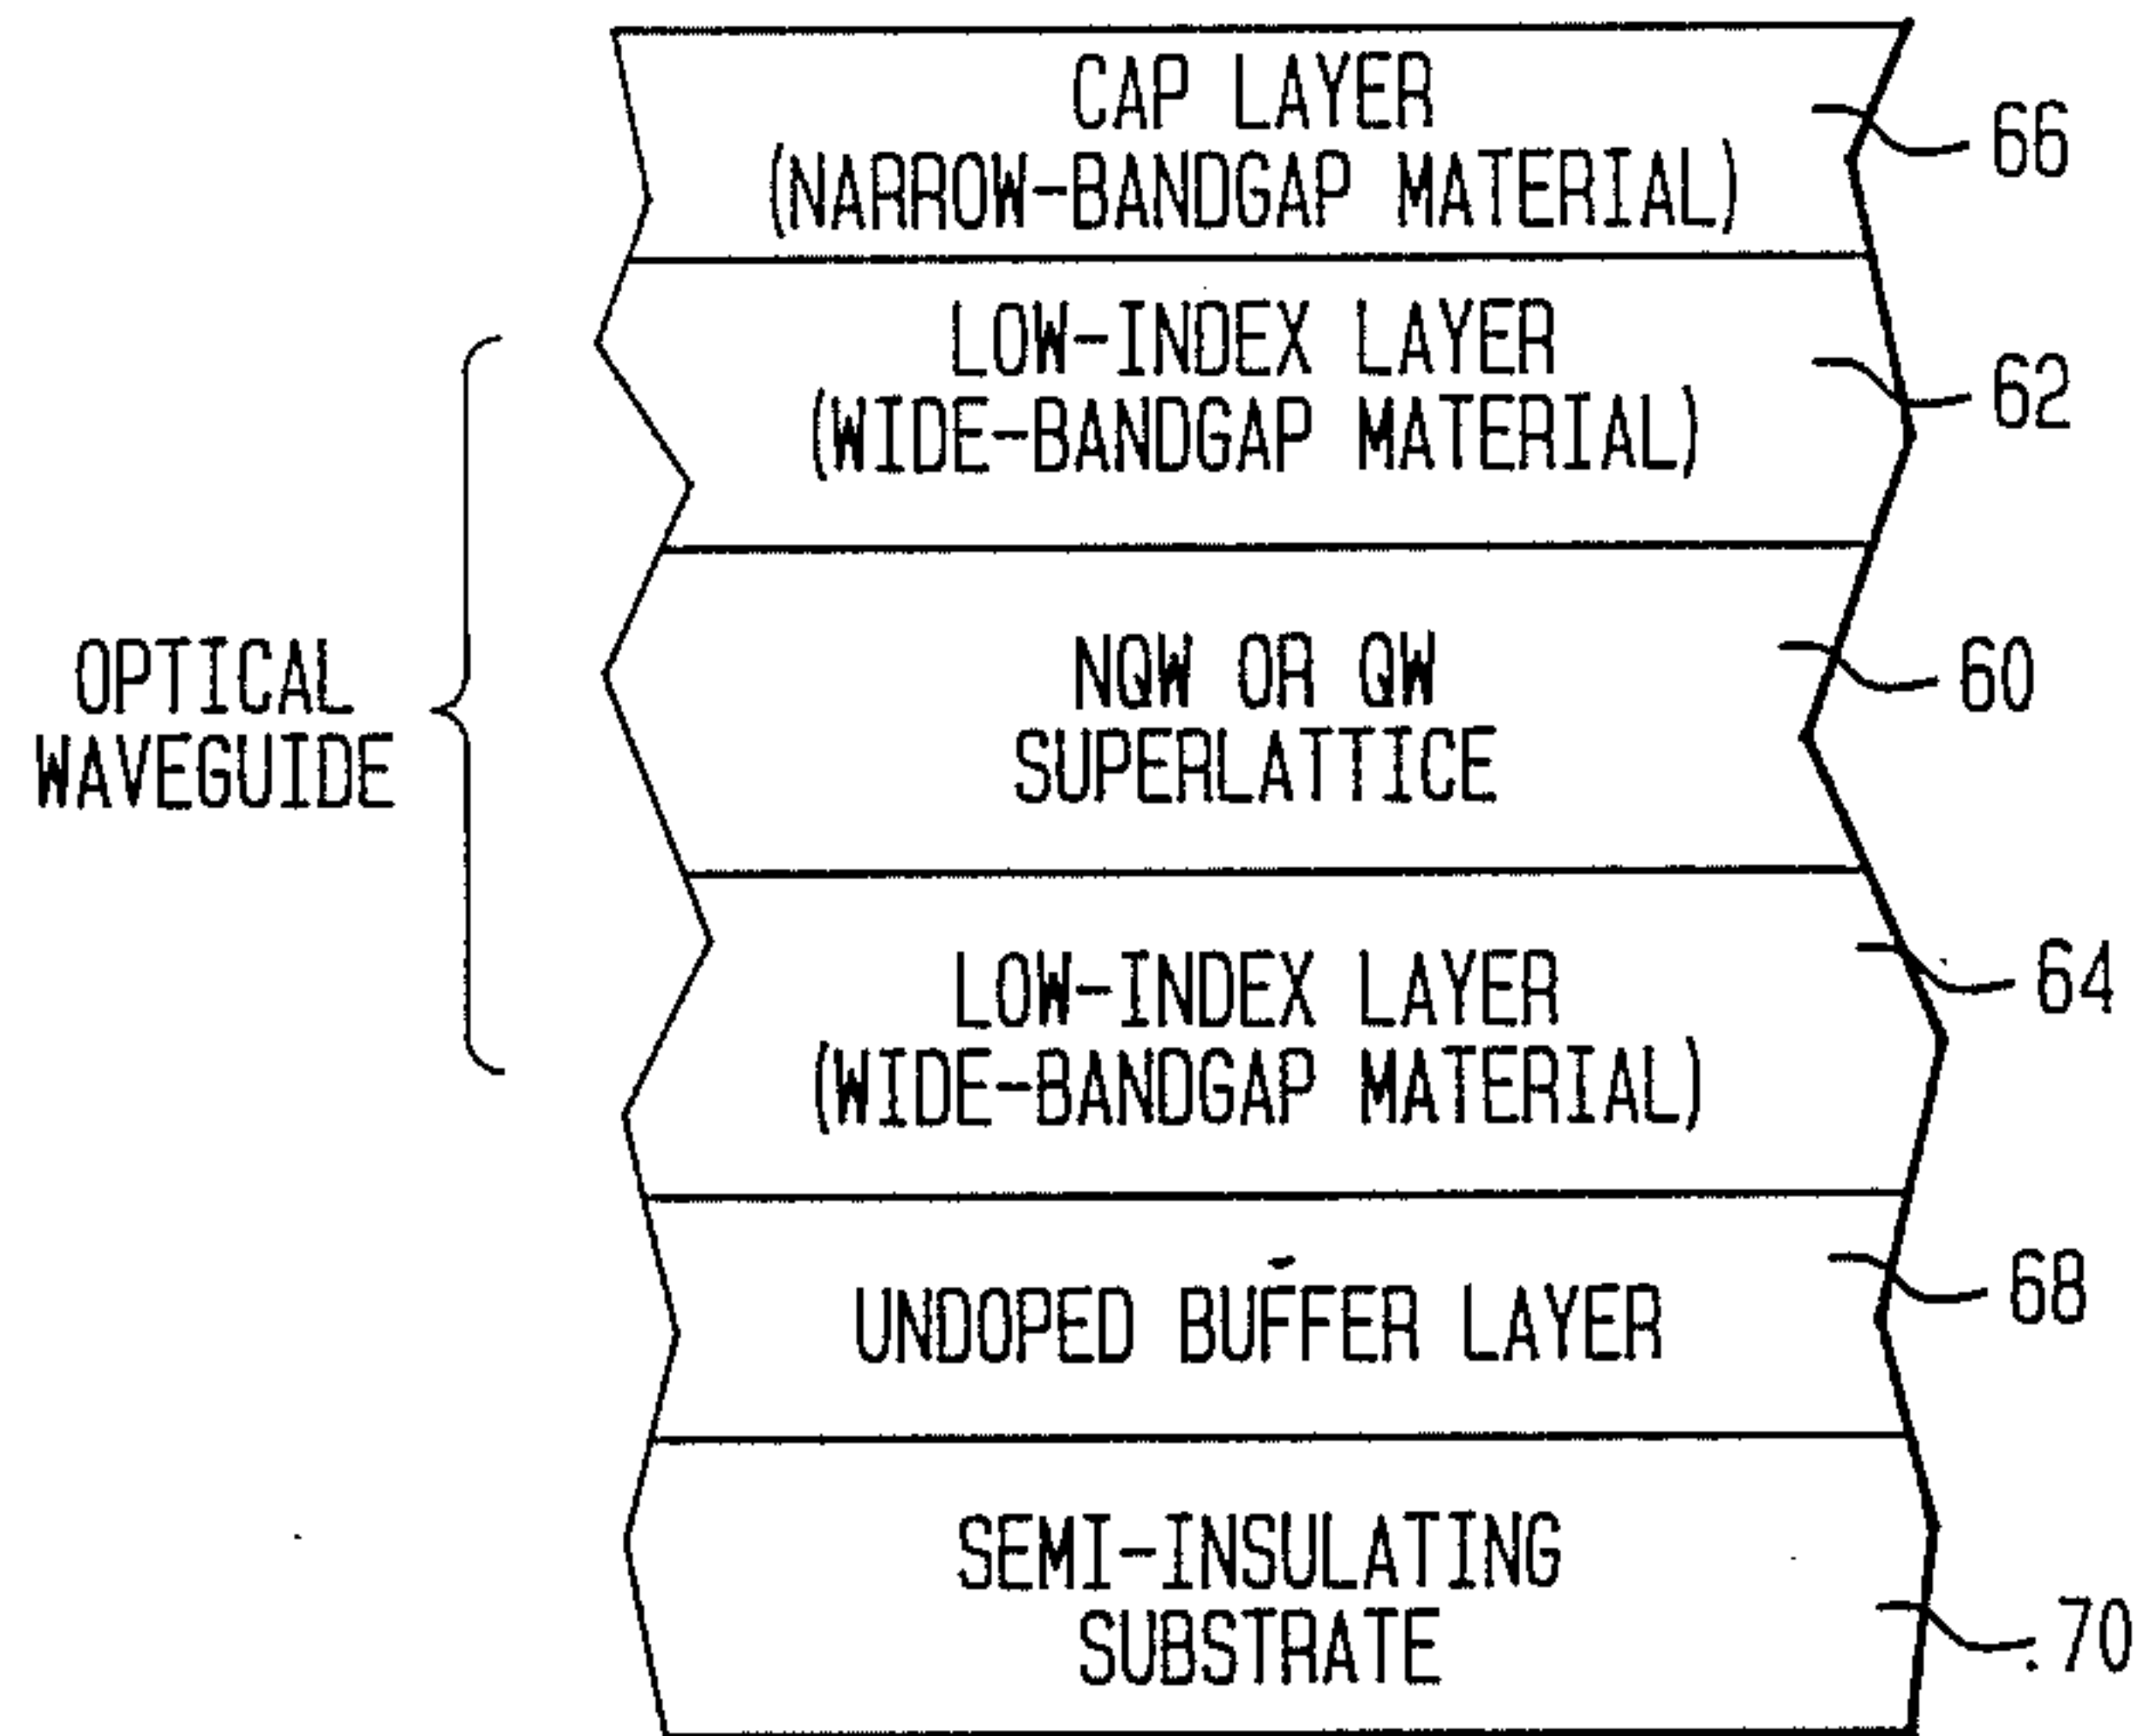 CAP LAYER
(NARROW-BANDGAP MATERIAL)
66
LOW-INDEX LAYER
(WIDE-BANDGAP MATERIAL)
62
OPTICAL
WAVEGUIDE
NQW OR QW
SUPERLATTICE
60
LOW-INDEX LAYER
(WIDE-BANDGAP MATERIAL)
64
UNDOPED BUFFER LAYER
68
SEMI-INSULATING
SUBSTRATE
70